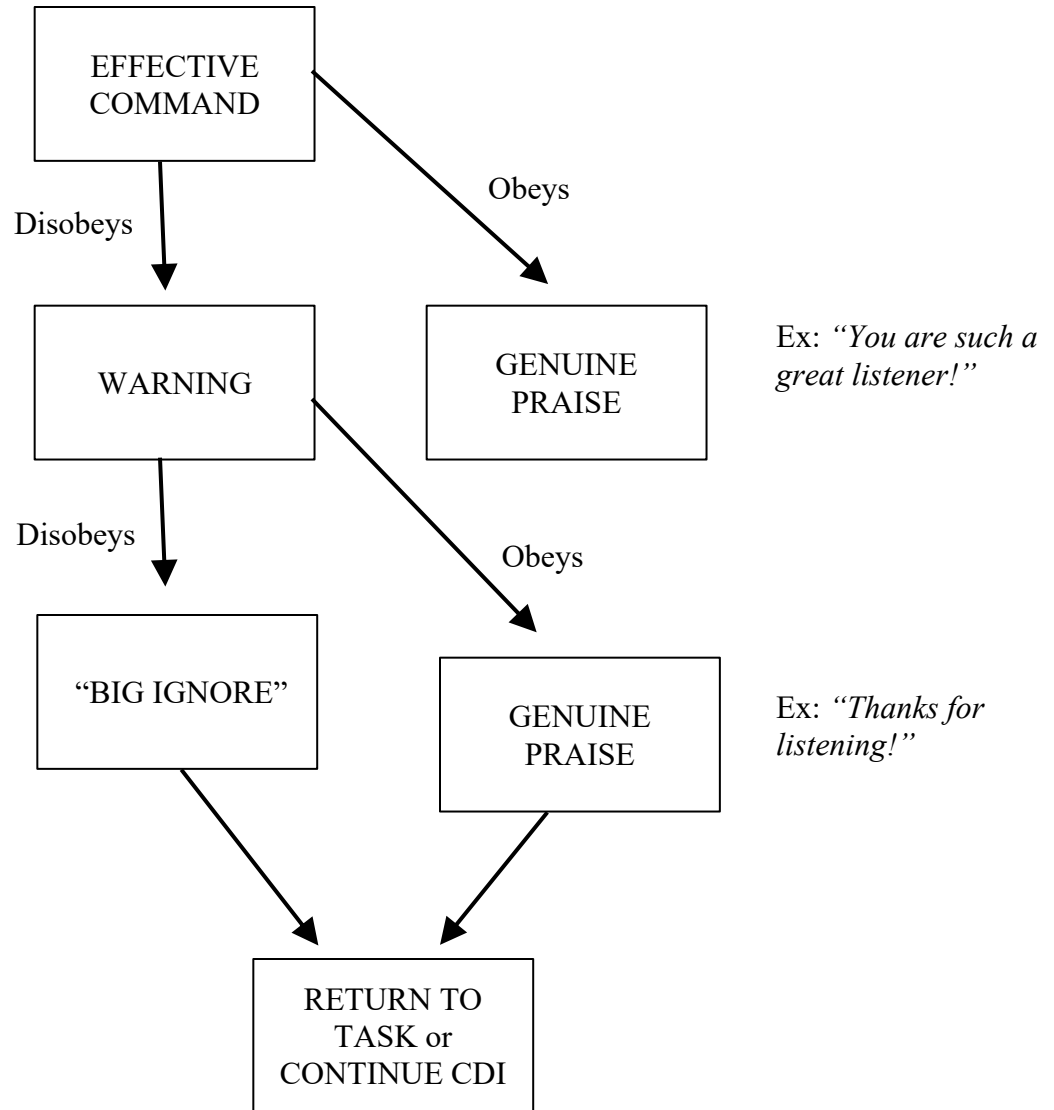 EFFECTIVE
COMMAND
Obeys
Disobeys
WARNING
GENUINE
PRAISE
Ex: “You are such a
great listener!”
Disobeys
Obeys
“BIG IGNORE”
GENUINE
PRAISE
Ex: “Thanks for
listening!”
RETURN TO
TASK or
CONTINUE CDI